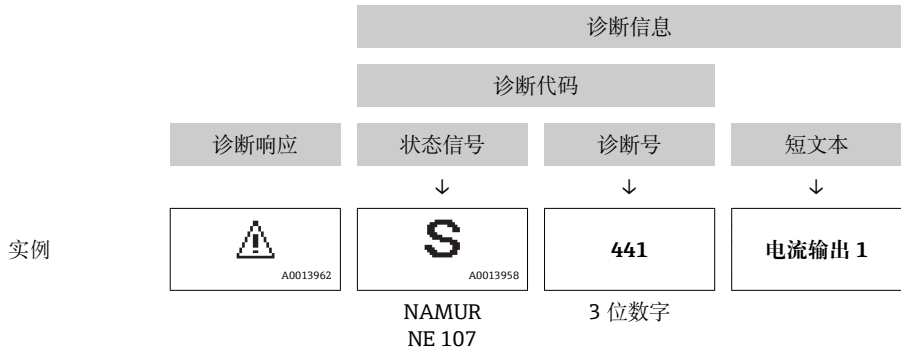 诊断信息
诊断代码
诊断响应 状态信号 诊断号 短文本
↓ ↓ ↓
实例 S 441 电流输出 1
A0013962 A0013958
NAMUR 3 位数字
NE 107